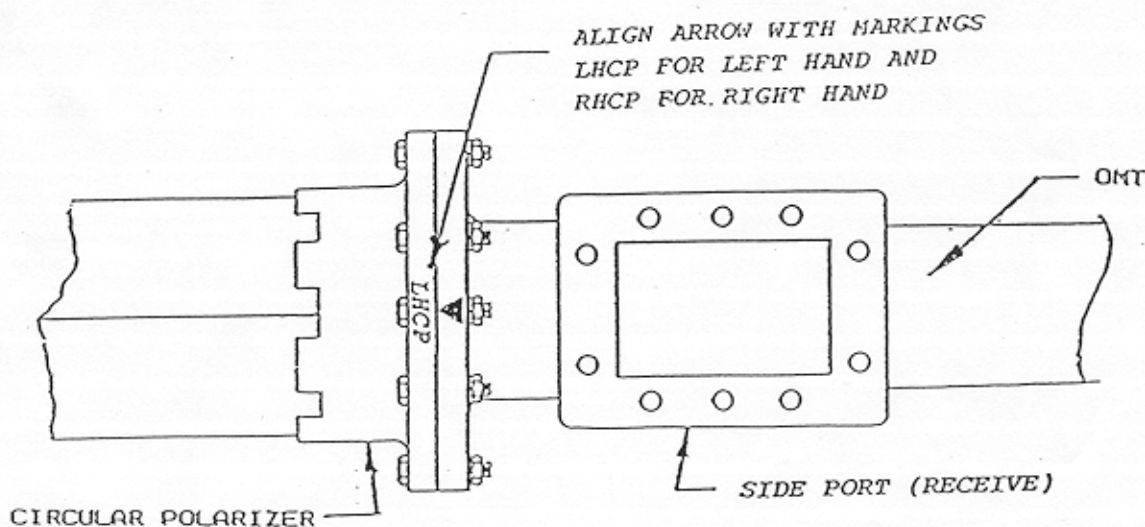 ALIGN ARROW WITH MARKINGS
LHCP FOR LEFT HAND AND
RHCP FOR.RIGHT HAND
OMT
LHCP
SIDE PORT (RECEIVE)
CIRCULAR POLARIZER